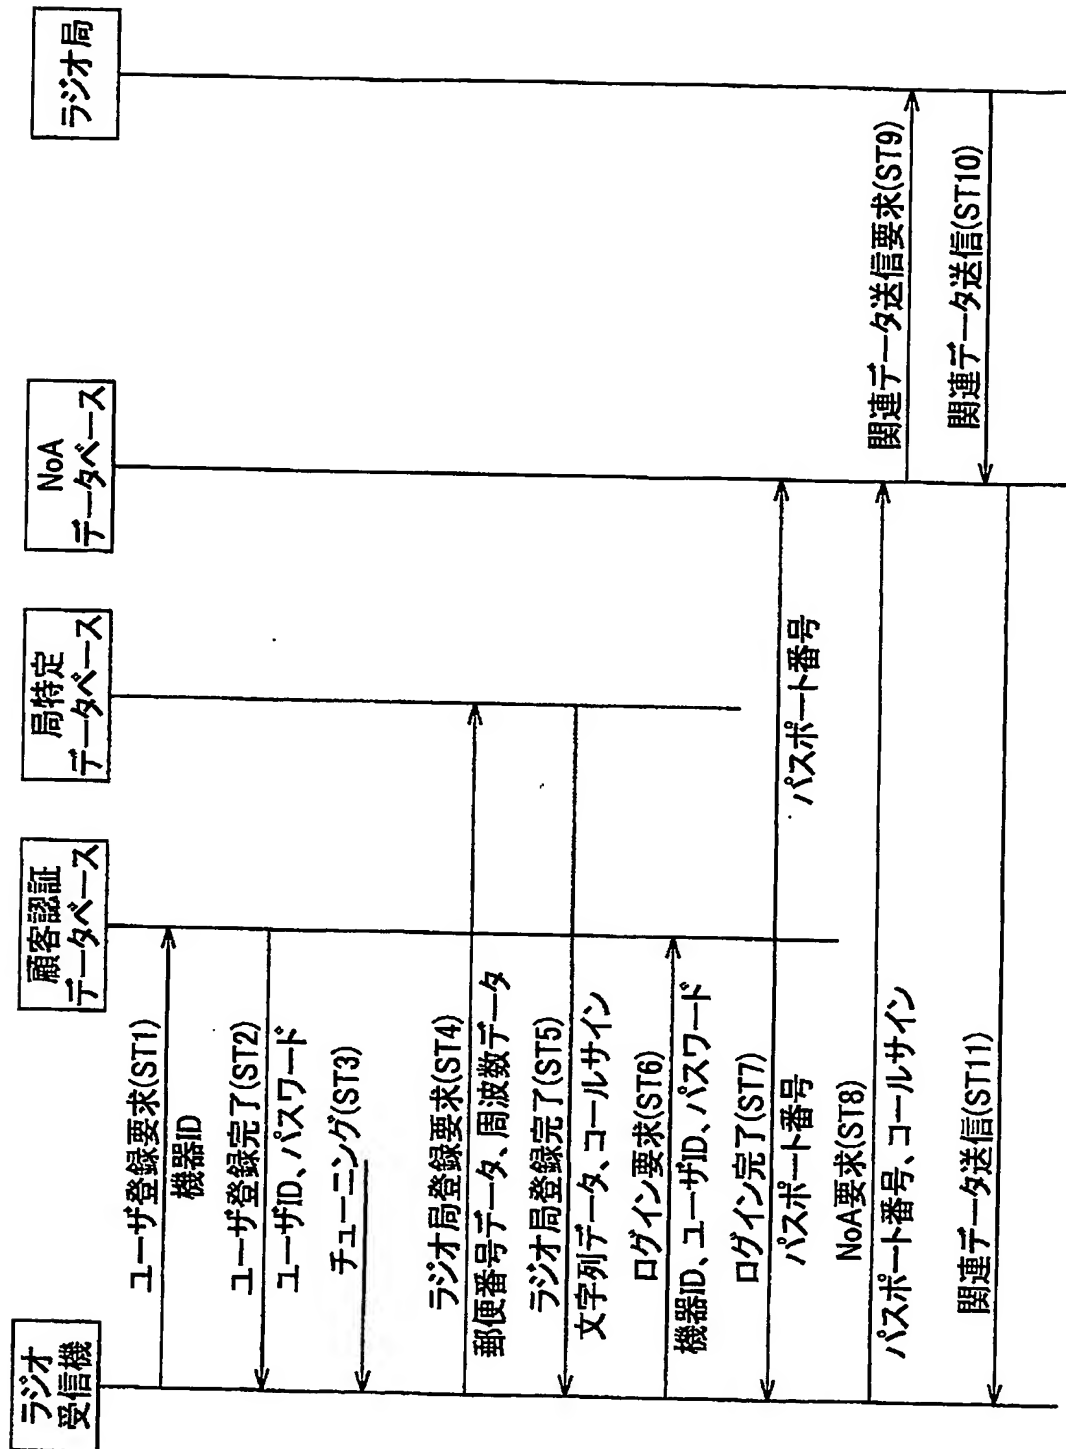 ラジオ
受信機
顧客認証
データベース
局特定
データベース
NoA
データベース
ラジオ局
ユーザ登録要求(ST1)
機器ID
ユーザ登録完了(ST2)
ユーザID、パスワード
チューニング(ST3)
ラジオ局登録要求(ST4)
郵便番号データ、周波数データ
ラジオ局登録完了(ST5)
文字列データ、コールサイン
ログイン要求(ST6)
機器ID、ユーザID、パスワード
ログイン完了(ST7)
パスポート番号
パスポート番号
NoA要求(ST8)
パスポート番号、コールサイン
関連データ送信要求(ST9)
関連データ送信(ST10)
関連データ送信(ST11)